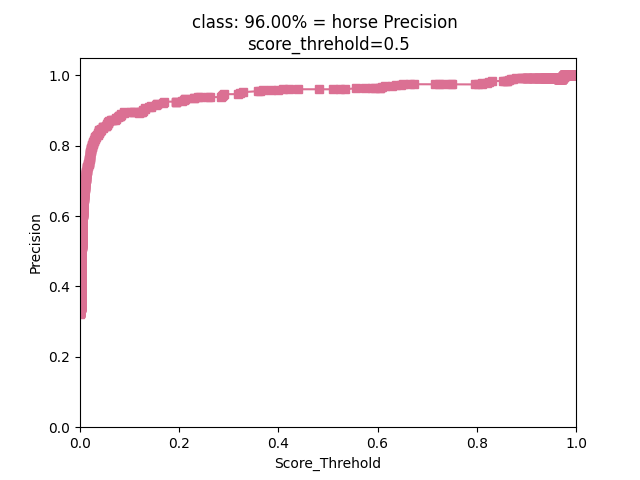 class: 96.00% = horse Precision
score_threhold=0.5
1.0
0.8
0.6
0.4
0.2
0.0
Precision
0.0 0.2 0.4 0.6 0.8 1.0
Score_Threhold